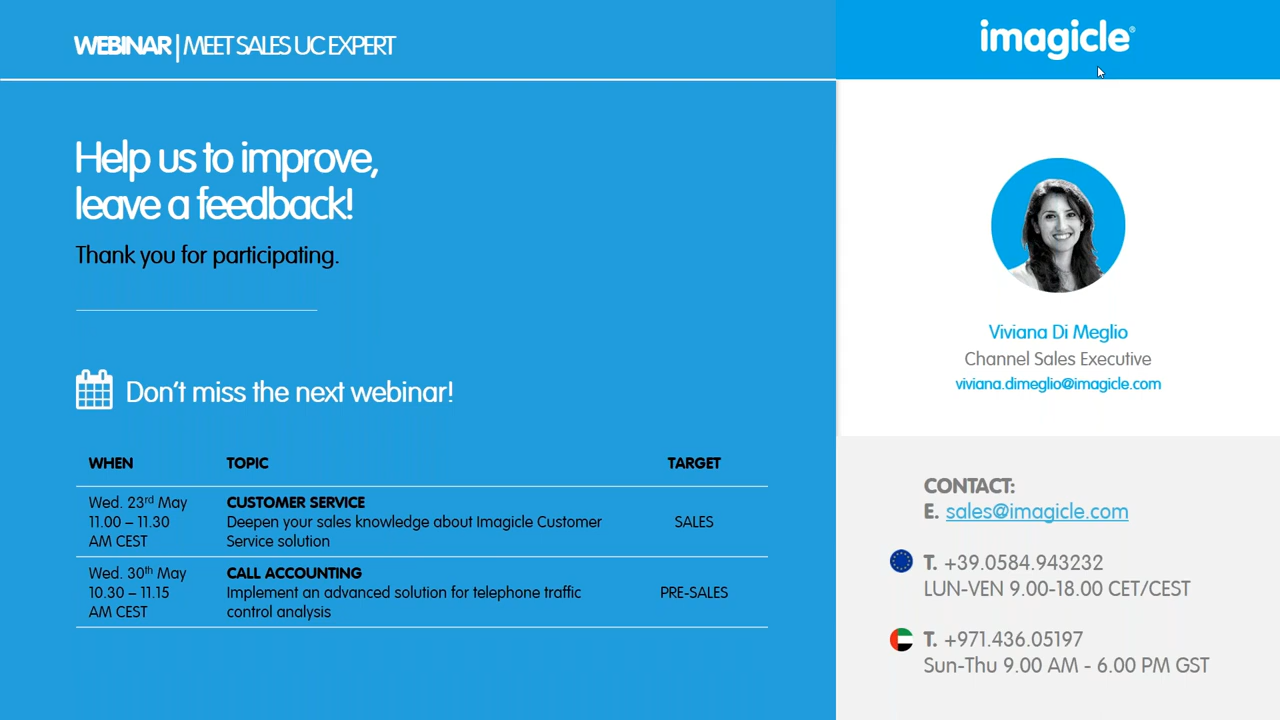 WEBINAR | MEET SALES UC EXPERT
imagicle®
Help us to improve,
leave a feedback!
Thank you for participating.
Don't miss the next webinar!
WHEN TOPIC TARGET
Wed. 23rd May
11.00 – 11.30
AM CEST
CUSTOMER SERVICE
Deepen your sales knowledge about Imagicle Customer
Service solution
SALES
Wed. 30th May
10.30 – 11.15
AM CEST
CALL ACCOUNTING
Implement an advanced solution for telephone traffic
control analysis
PRE-SALES
Viviana Di Meglio
Channel Sales Executive
viviana.dimeglio@imagicle.com
CONTACT:
E. sales@imagicle.com
T. +39.0584.943232
LUN-VEN 9.00-18.00 CET/CEST
T. +971.436.05197
Sun-Thu 9.00 AM - 6.00 PM GST